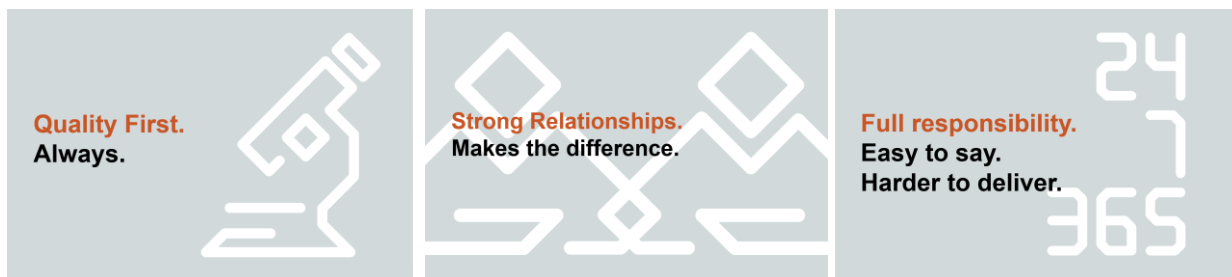 Quality First.
Always.
Strong Relationships.
Makes the difference.
Full responsibility.
Easy to say.
Harder to deliver.
24
7
365